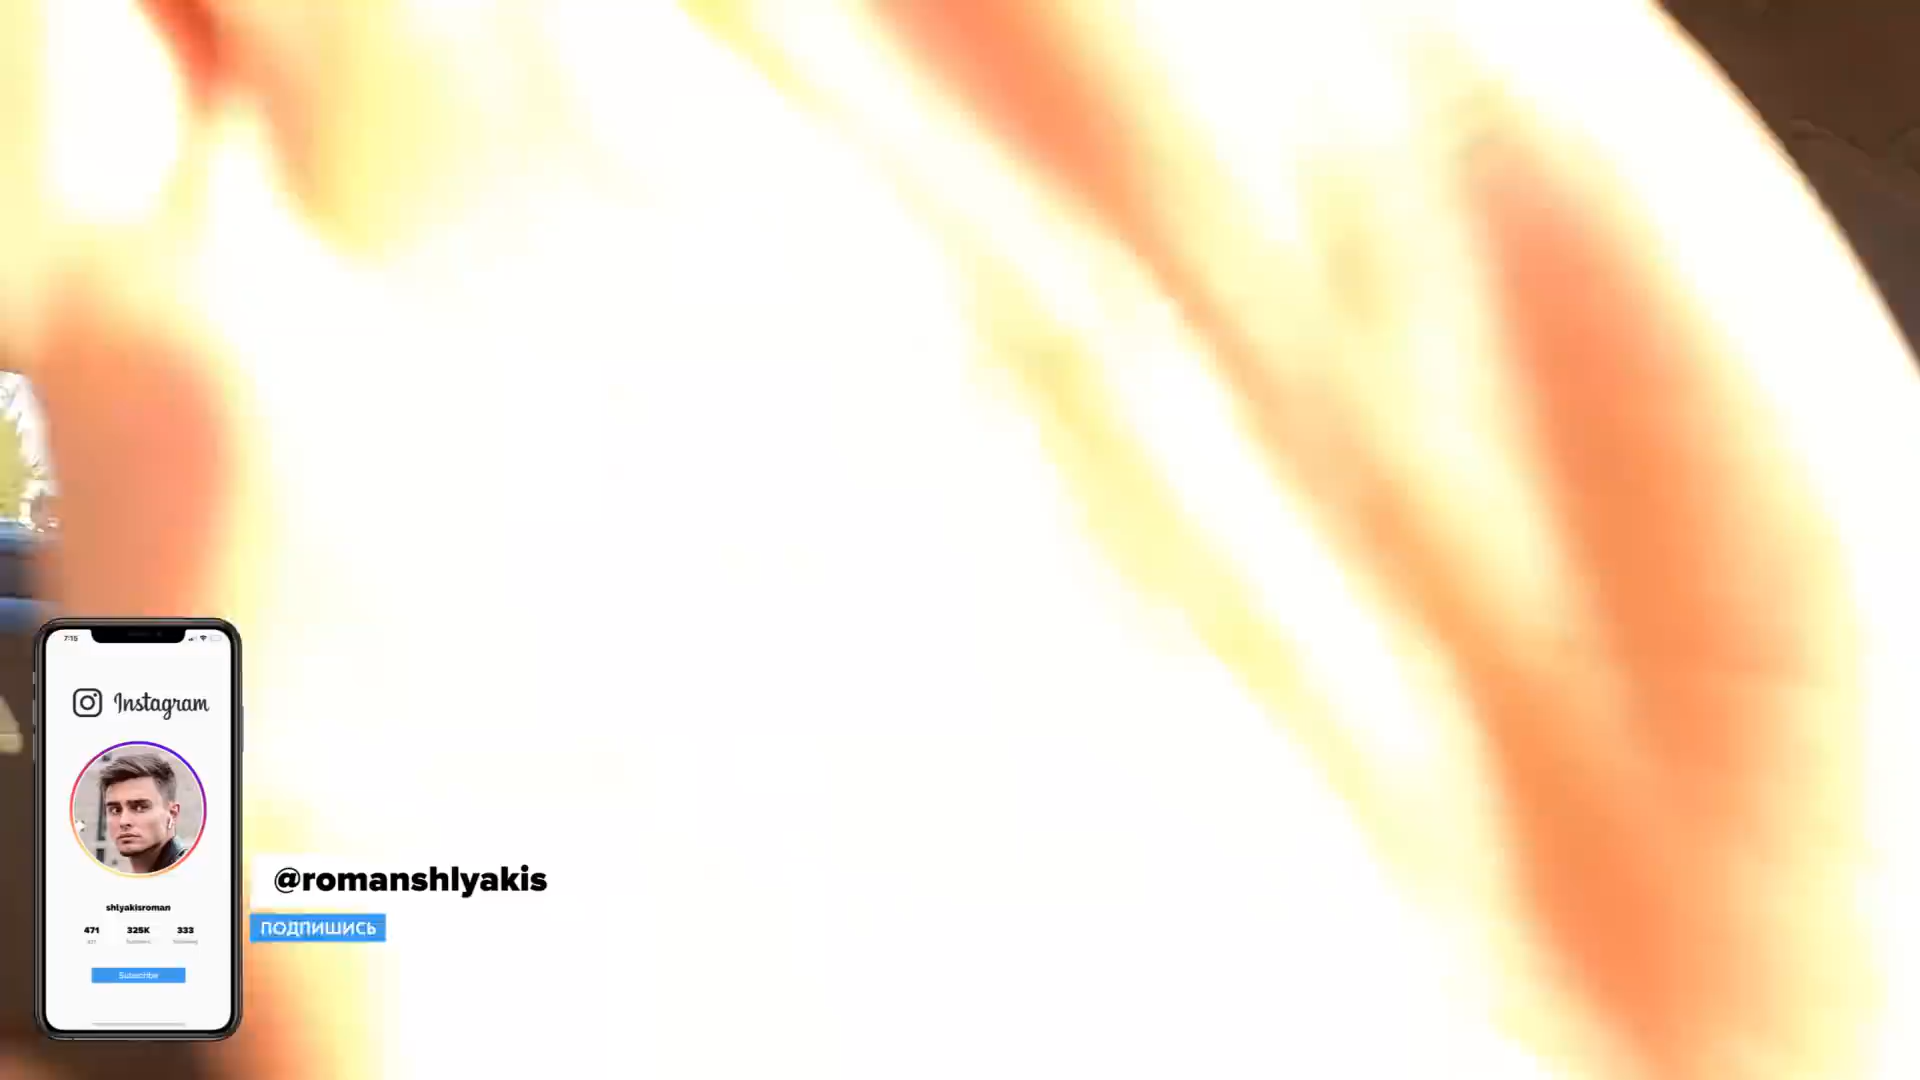 7:15
Instagram
shlyakisroman
471 325K 333
Subscribe
@romanshlyakis
ПОДПИШИСЬ